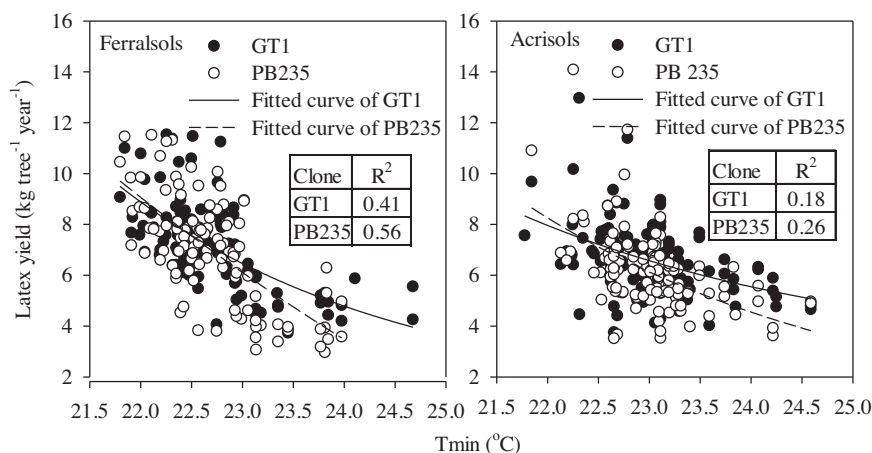 Latex yield (kg tree⁻¹ year⁻¹)
16
14
12
10
8
6
4
2
Ferralsols
GT1
PB235
Fitted curve of GT1
Fitted curve of PB235
Clone R²
GT1 0.41
PB235 0.56
21.5 22.0 22.5 23.0 23.5 24.0 24.5 25.0
16
14
12
10
8
6
4
2
Acrisols
GT1
PB 235
Fitted curve of GT1
Fitted curve of PB235
Clone R²
GT1 0.18
PB235 0.26
21.5 22.0 22.5 23.0 23.5 24.0 24.5 25.0
Tmin (°C)